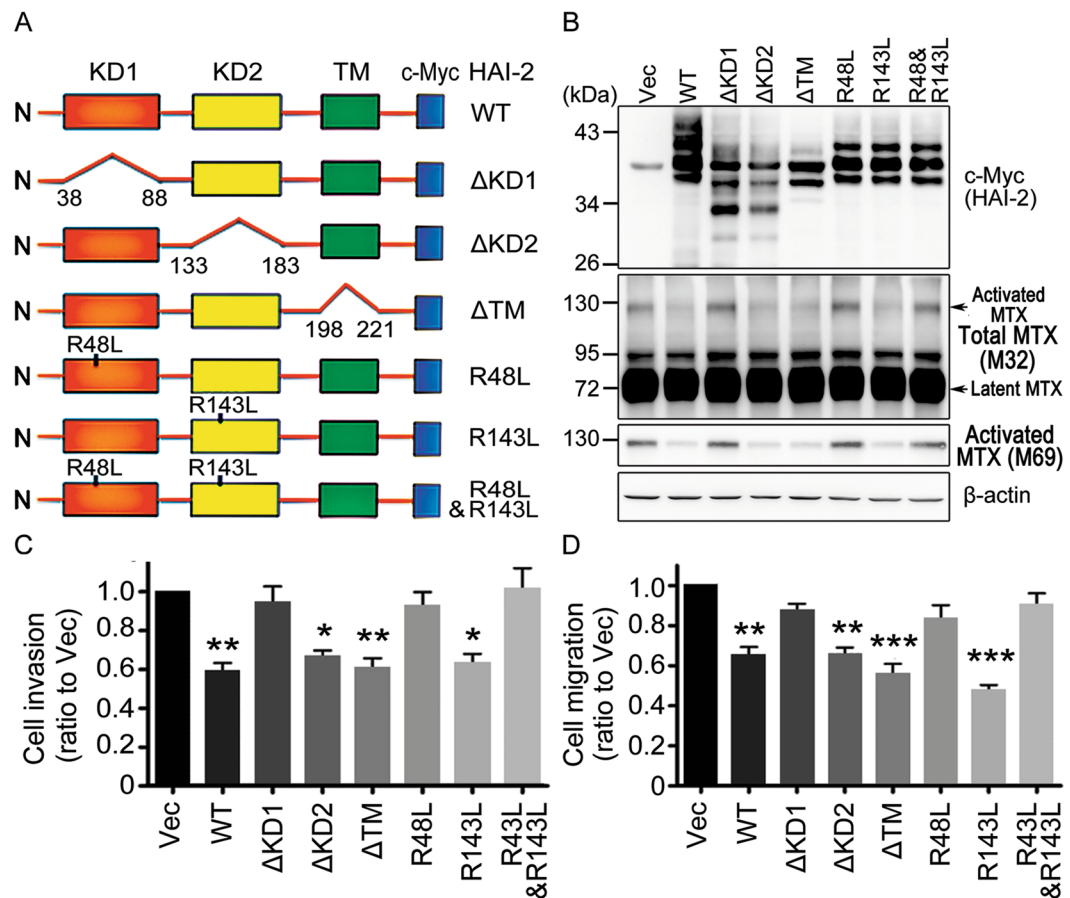 A
KD1 KD2 TM c-Myc HAI-2
N WT
N ΔKD1
38 88
N ΔKD2
133 183
N ΔTM
198 221
R48L
N R48L
R143L
N R143L
R48L R143L
N R48L
&R143L
B
(kDa) Vec WT ΔKD1 ΔKD2 ΔTM R48L R143L R48&
R143L
43
34
26
c-Myc
(HAI-2)
130
95
72
Activated
MTX
Total MTX
(M32)
Latent MTX
130
Activated
MTX (M69)
β-actin
C
Cell invasion
(ratio to Vec)
1.0
0.8
0.6
0.4
0.2
0
** * ** *
Vec WT ΔKD1 ΔKD2 ΔTM R48L R143L R43L
&R143L
D
Cell migration
(ratio to Vec)
1.0
0.8
0.6
0.4
0.2
0
** ** *** ***
Vec WT ΔKD1 ΔKD2 ΔTM R48L R143L R43L
&R143L